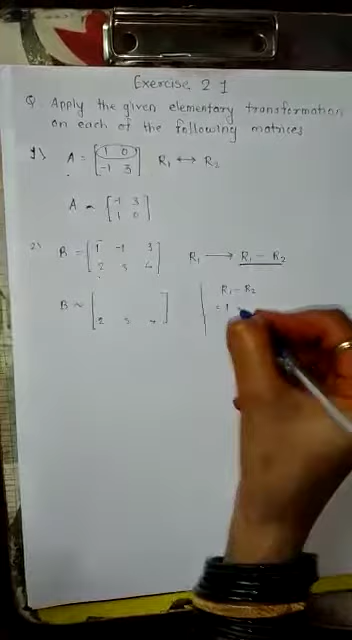 Exercise 2 1
Q. Apply the given elementary transformation
on each of the following matrices
1) A = [ 1 0 R₁ ↔ R₂
-1 3 ]
A ~ [ -1 3
1 0 ]
2) B = [ 1 -1 3 R₁ → R₁ - R₂
2 5 4 ]
B ~ [ R₁ - R₂
2 5 4 ] = 1